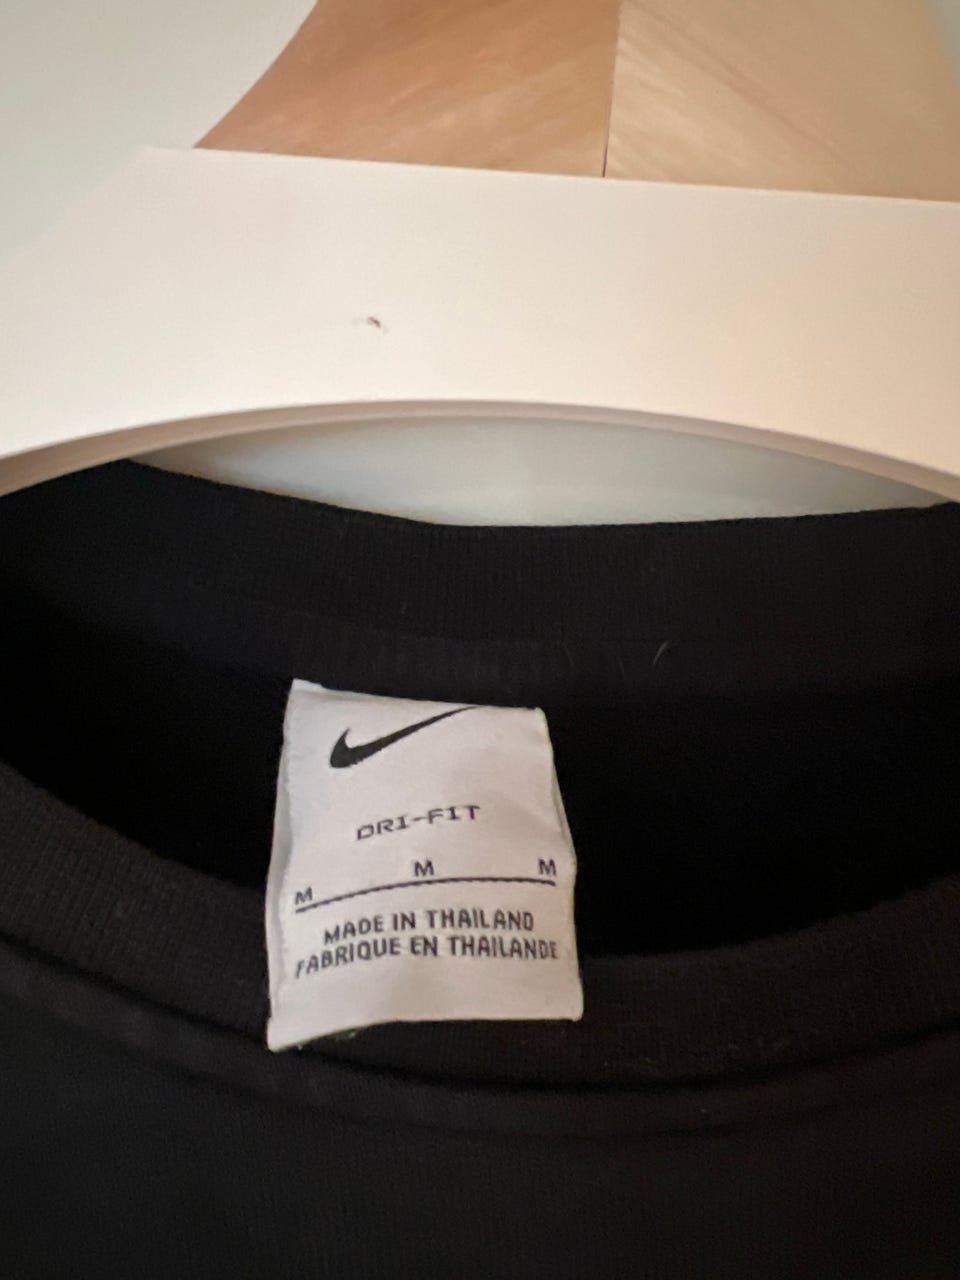 DRI-FIT
M M M
MADE IN THAILAND
FABRIQUE EN THAILANDE